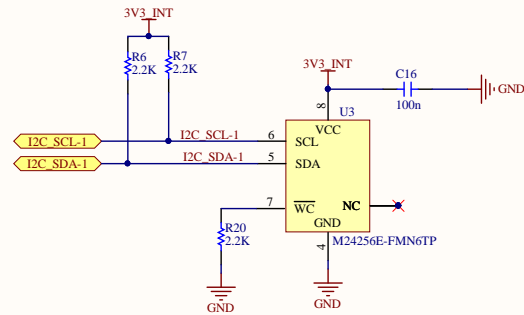 3V3_INT
R6
2.2K
R7
2.2K
3V3_INT
C16
100n
GND
8
U3
VCC
I2C_SCL-1
I2C_SCL-1
6
SCL
I2C_SDA-1
I2C_SDA-1
5
SDA
7
WC
NC
GND
R20
2.2K
4
M24256E-FMN6TP
GND
GND